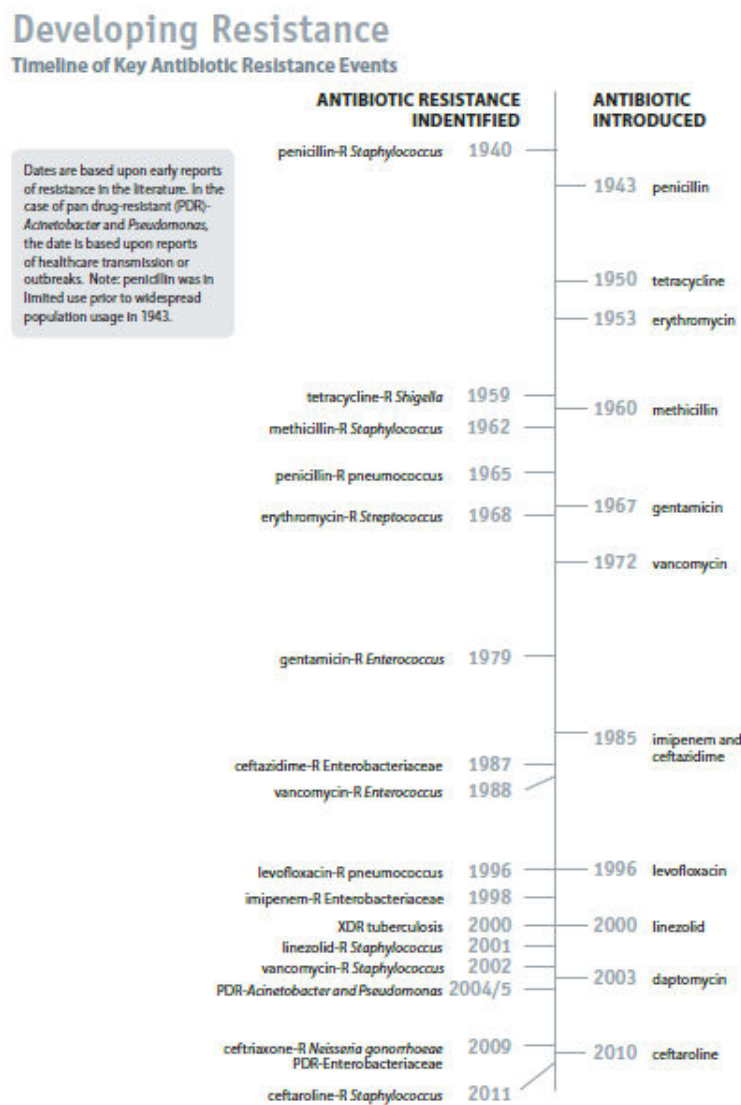 Developing Resistance
Timeline of Key Antibiotic Resistance Events
ANTIBIOTIC RESISTANCE
INDENTIFIED
ANTIBIOTIC
INTRODUCED
Dates are based upon early reports
of resistance in the literature. In the
case of pan drug-resistant (PDR)-
Acinetobacter and Pseudomonas,
the date is based upon reports
of healthcare transmission or
outbreaks. Note: penicillin was in
limited use prior to widespread
population usage in 1943.
penicillin-R Staphylococcus 1940
1943 penicillin
1950 tetracycline
1953 erythromycin
tetracycline-R Shigella 1959
1960 methicillin
methicillin-R Staphylococcus 1962
penicillin-R pneumococcus 1965
1967 gentamicin
erythromycin-R Streptococcus 1968
1972 vancomycin
gentamicin-R Enterococcus 1979
1985 imipenem and
ceftazidime
ceftazidime-R Enterobacteriaceae 1987
vancomycin-R Enterococcus 1988
levofloxacin-R pneumococcus 1996
1996 levofloxacin
imipenem-R Enterobacteriaceae 1998
XDR tuberculosis 2000
2000 linezolid
linezolid-R Staphylococcus 2001
vancomycin-R Staphylococcus 2002
2003 daptomycin
PDR-Acinetobacter and Pseudomonas 2004/5
ceftriaxone-R Neisseria gonorrhoeae 2009
PDR-Enterobacteriaceae
2010 ceftaroline
ceftaroline-R Staphylococcus 2011